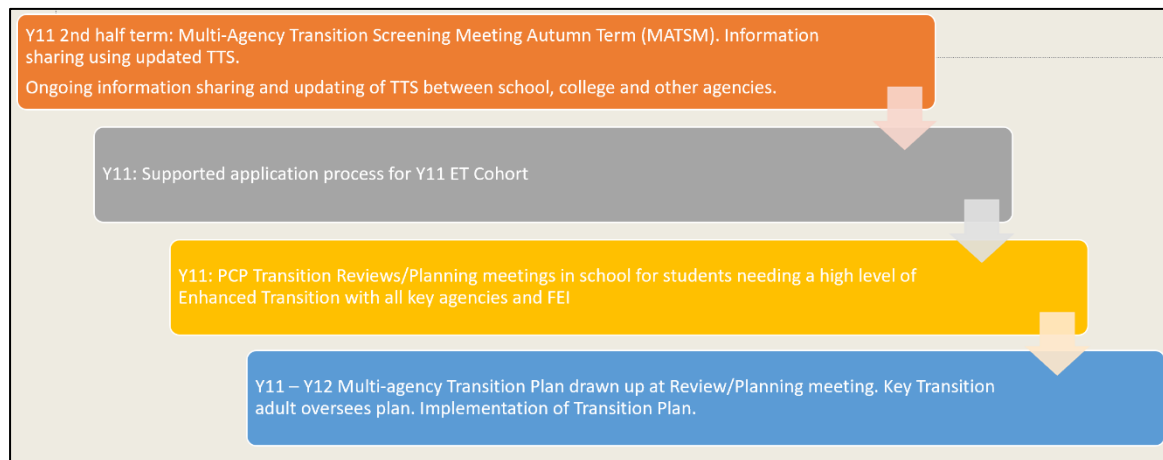 Y11 2nd half term: Multi-Agency Transition Screening Meeting Autumn Term (MATSM). Information
sharing using updated TTS.
Ongoing information sharing and updating of TTS between school, college and other agencies.
Y11: Supported application process for Y11 ET Cohort
Y11: PCP Transition Reviews/Planning meetings in school for students needing a high level of
Enhanced Transition with all key agencies and FEI
Y11 – Y12 Multi-agency Transition Plan drawn up at Review/Planning meeting. Key Transition
adult oversees plan. Implementation of Transition Plan.